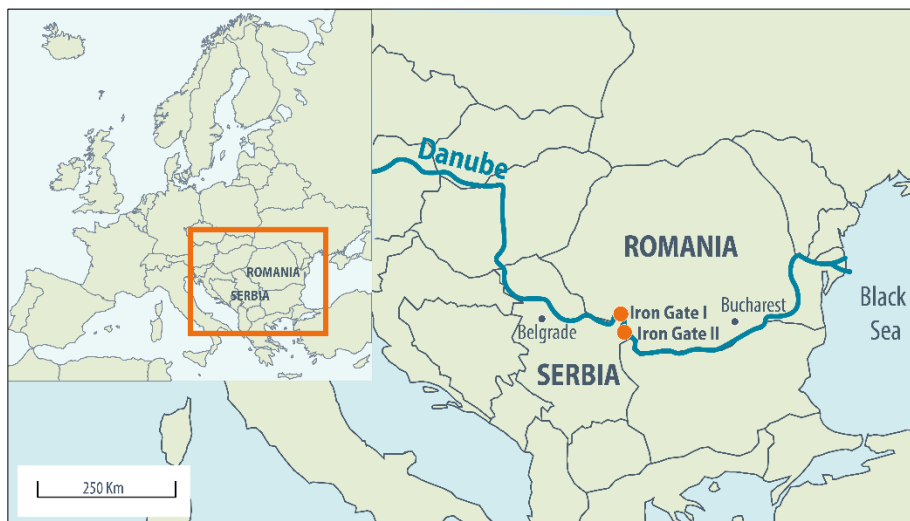 ROMANIA
SERBIA
Danube
ROMANIA
Iron Gate I
Bucharest
Belgrade
Iron Gate II
SERBIA
Black
Sea
250 Km